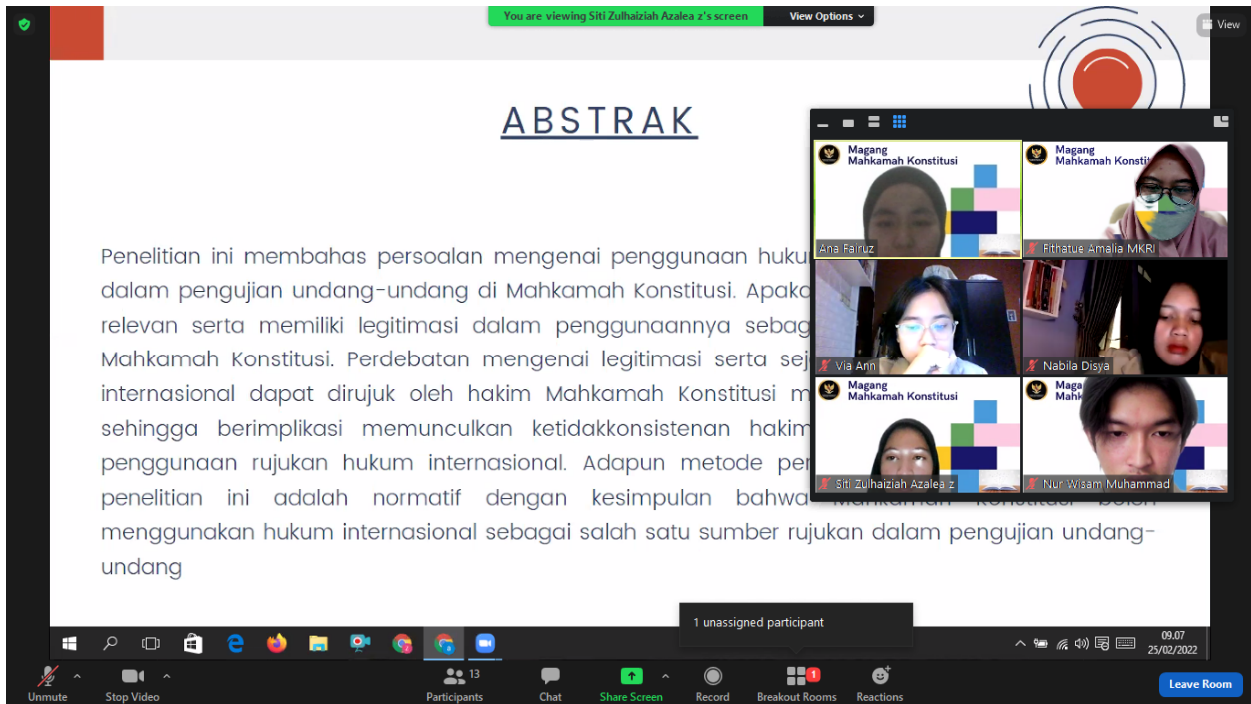 You are viewing Siti Zulhaiziah Azalea z's screen
View Options
View
ABSTRAK
Penelitian ini membahas persoalan mengenai penggunaan
dalam pengujian undang-undang di Mahkamah Konstitusi.
relevan serta memiliki legitimasi dalam penggunaannya
Mahkamah Konstitusi. Perdebatan mengenai legitimasi serta
internasional dapat dirujuk oleh hakim Mahkamah Konstitusi
sehingga berimplikasi memunculkan ketidakkonsistenan hakim
penggunaan rujukan hukum internasional. Adapun metode
penelitian ini adalah normatif dengan kesimpulan bahwa Mahkamah Konstitusi boleh
menggunakan hukum internasional sebagai salah satu sumber rujukan dalam pengujian undang-
undang
Magang
Mahkamah Konstitusi
Ana Fairuz
Magang
Mahkamah
Fithatue Amalia MKRI
Via Ann
Nabila Disya
Magang
Mahkamah Konstitusi
Siti Zulhaiziah Azalea z
Nur Wisam Muhammad
1 unassigned participant
09.07
25/02/2022
Unmute
Stop Video
13
Participants
Chat
Share Screen
Record
1
Breakout Rooms
Reactions
Leave Room